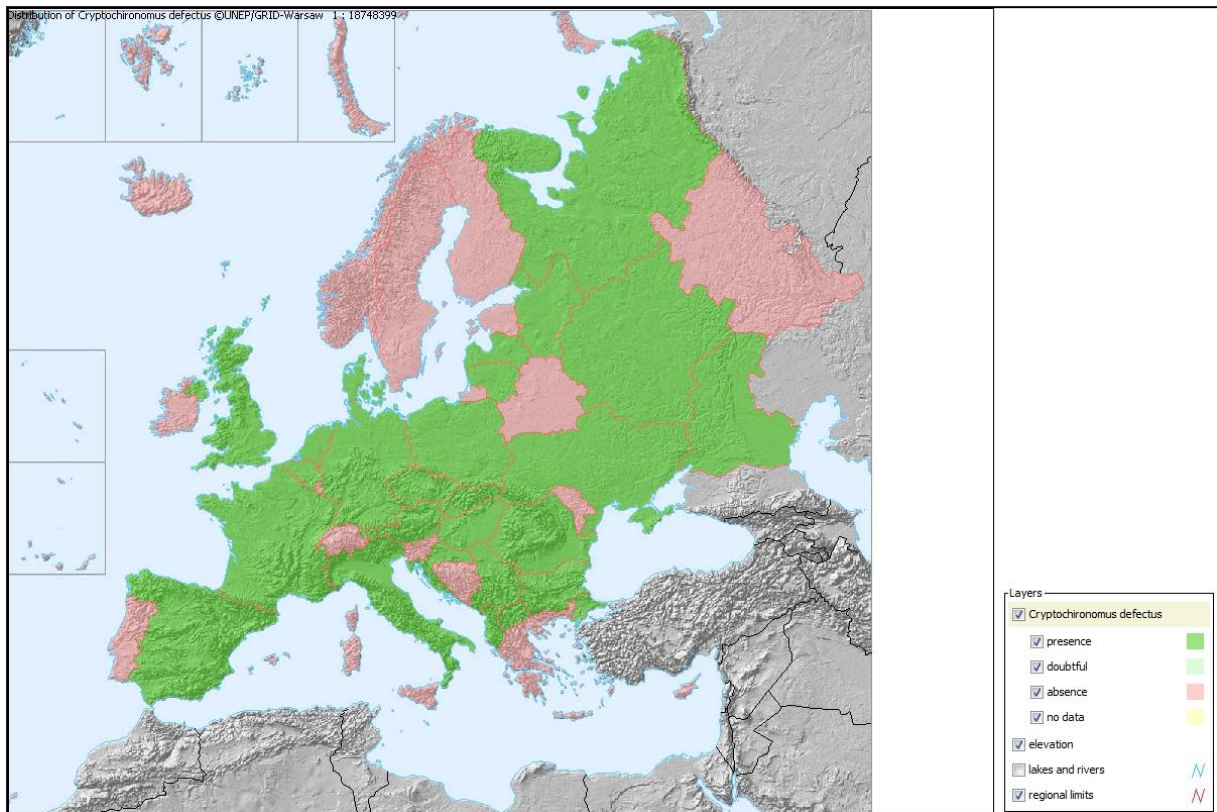 Distribution of Cryptochironomus defectus ©UNEP/GRID-Warsaw 1 : 18748399
Layers
Cryptochironomus defectus
presence
doubtful
absence
no data
elevation
lakes and rivers
regional limits